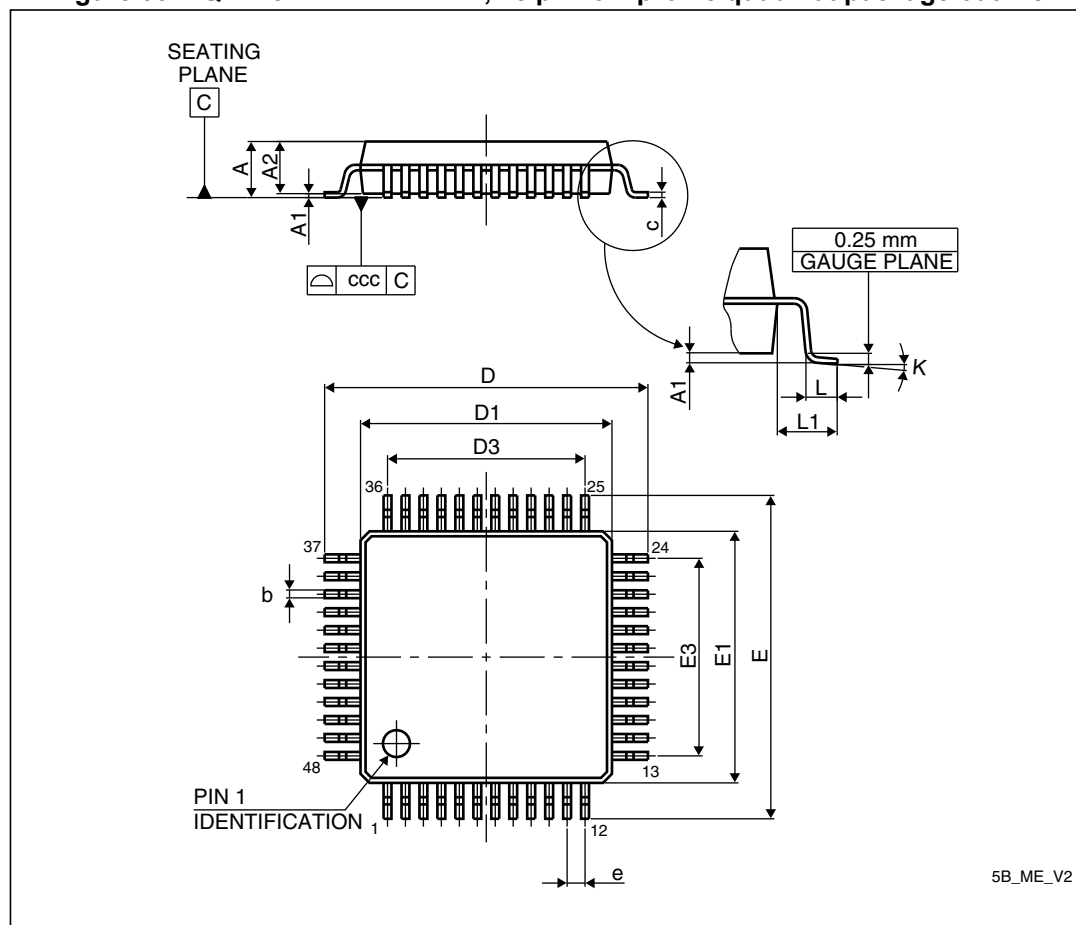 SEATING
PLANE
C
A
A2
A1
c
ccc C
0.25 mm
GAUGE PLANE
A1
K
L
L1
D
D1
D3
36
25
37
24
b
E3
E1
E
48
13
PIN 1
IDENTIFICATION
1
12
e
5B_ME_V2